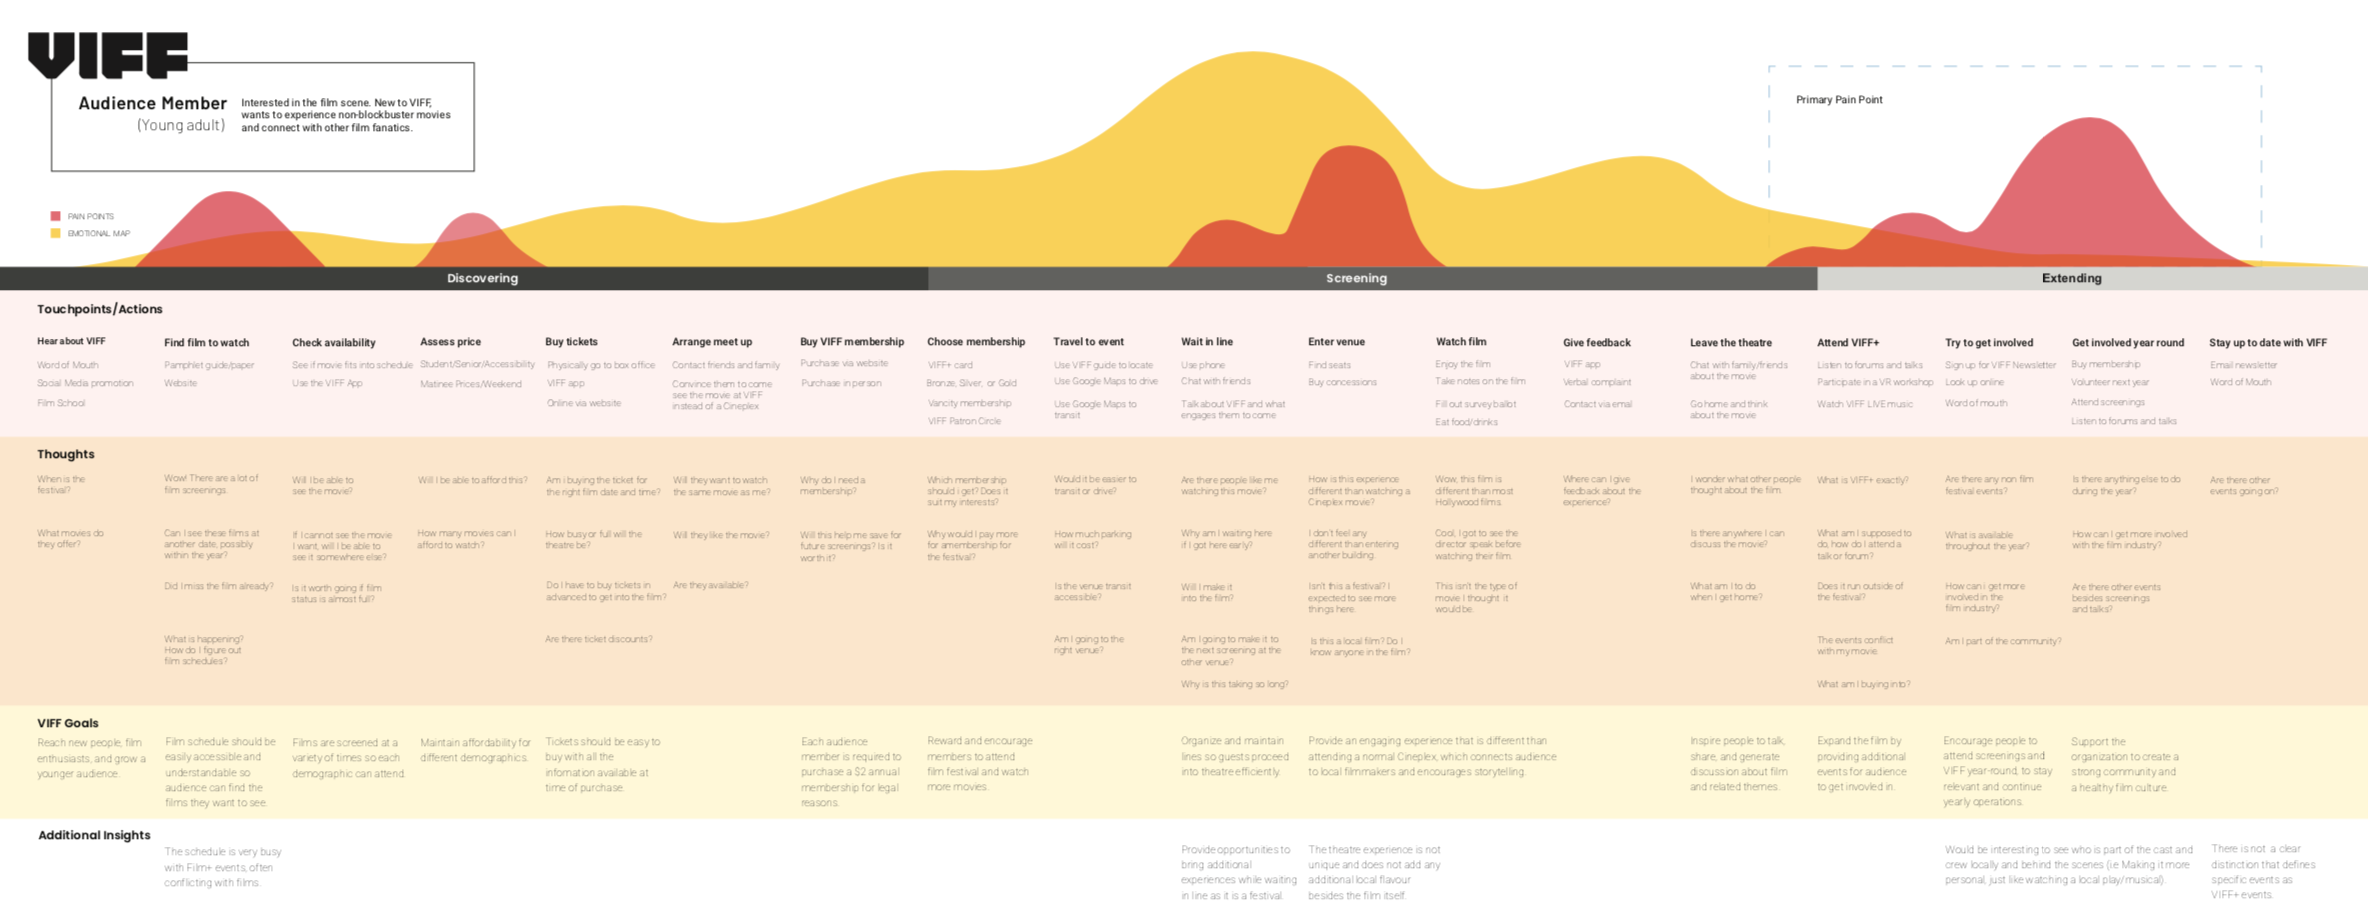 VIFF
Audience Member
(Young adult)
Interested in the film scene. New to VIFF,
wants to experience non-blockbuster movies
and connect with other film fanatics.
PAIN POINTS
EMOTIONAL MAP
Primary Pain Point
Discovering
Screening
Extending
Touchpoints/Actions
Hear about VIFF
Word of Mouth
Social Media promotion
Film School
Find film to watch
Pamphlet guide/paper
Website
Check availability
See if movie fits into schedule
Use the VIFF App
Assess price
Student/Senior/Accessibility
Matinee Prices/Weekend
Buy tickets
Physically go to box office
VIFF app
Online via website
Arrange meet up
Contact friends and family
Convince them to come
see the movie at VIFF
instead of a Cineplex
Buy VIFF membership
Purchase via website
Purchase in person
Choose membership
VIFF+ card
Bronze, Silver, or Gold
Vancity membership
VIFF Patron Circle
Travel to event
Use VIFF guide to locate
Use Google Maps to drive
Use Google Maps to
transit
Wait in line
Use phone
Chat with friends
Talk about VIFF and what
engages them to come
Enter venue
Find seats
Buy concessions
Watch film
Enjoy the film
Take notes on the film
Fill out survey ballot
Eat food/drinks
Give feedback
VIFF app
Verbal complaint
Contact via emal
Leave the theatre
Chat with family/friends
about the movie
Go home and think
about the movie
Attend VIFF+
Listen to forums and talks
Participate in a VR workshop
Watch VIFF LIVE music
Try to get involved
Sign up for VIFF Newsletter
Look up online
Word of mouth
Get involved year round
Buy membership
Volunteer next year
Attend screenings
Listen to forums and talks
Stay up to date with VIFF
Email newsletter
Word of Mouth
Thoughts
When is the
festival?
What movies do
they offer?
Wow! There are a lot of
film screenings.
Can I see these films at
another date, possibly
within the year?
Did I miss the film already?
What is happening?
How do I figure out
film schedules?
Will I be able to
see the movie?
If I cannot see the movie
I want, will I be able to
see it somewhere else?
Is it worth going if film
status is almost full?
Will I be able to afford this?
How many movies can I
afford to watch?
Am i buying the ticket for
the right film date and time?
How busy or full will the
theatre be?
Do I have to buy tickets in
advanced to get into the film?
Are there ticket discounts?
Will they want to watch
the same movie as me?
Will they like the movie?
Are they available?
Why do I need a
membership?
Will this help me save for
future screenings? Is it
worth it?
Which membership
should i get? Does it
suit my interests?
Why would I pay more
for amembership for
the festival?
Would it be easier to
transit or drive?
How much parking
will it cost?
Is the venue transit
accessible?
Am I going to the
right venue?
Are there people like me
watching this movie?
Why am I waiting here
if I got here early?
Will I make it
into the film?
Am I going to make it to
the next screening at the
other venue?
Why is this taking so long?
How is this experience
different than watching a
Cineplex movie?
I don't feel any
different than entering
another building.
Isn't this a festival? I
expected to see more
things here.
Is this a local film? Do I
know anyone in the film?
Wow, this film is
different than most
Hollywood films.
Cool, I got to see the
director speak before
watching their film.
This isn't the type of
movie I thought it
would be.
Where can I give
feedback about the
experience?
I wonder what other people
thought about the film.
Is there anywhere I can
discuss the movie?
What am I to do
when I get home?
What is VIFF+ exactly?
What am I supposed to
do, how do I attend a
talk or forum?
Does it run outside of
the festival?
The events conflict
with my movie.
What am I buying into?
Are there any non film
festival events?
What is available
throughout the year?
How can i get more
involved in the
film industry?
Am I part of the community?
Is there anything else to do
during the year?
How can I get more involved
with the film industry?
Are there other events
besides screenings
and talks?
Are there other
events going on?
VIFF Goals
Reach new people, film
enthusiasts, and grow a
younger audience.
Film schedule should be
easily accessible and
understandable so
audience can find the
films they want to see.
Films are screened at a
variety of times so each
demographic can attend.
Maintain affordability for
different demographics.
Tickets should be easy to
buy with all the
infomation available at
time of purchase.
Each audience
member is required to
purchase a $2 annual
membership for legal
reasons.
Reward and encourage
members to attend
film festival and watch
more movies.
Organize and maintain
lines so guests proceed
into theatre efficiently.
Provide an engaging experience that is different than
attending a normal Cineplex, which connects audience
to local filmmakers and encourages storytelling.
Inspire people to talk,
share, and generate
discussion about film
and related themes.
Expand the film by
providing additional
events for audience
to get invovled in.
Encourage people to
attend screenings and
VIFF year-round, to stay
relevant and continue
yearly operations.
Support the
organization to create a
strong community and
a healthy film culture.
Additional Insights
The schedule is very busy
with Film+ events, often
conflicting with films.
Provide opportunities to
bring additional
experiences while waiting
in line as it is a festival.
The theatre experience is not
unique and does not add any
additional local flavour
besides the film itself.
Would be interesting to see who is part of the cast and
crew locally and behind the scenes (i.e Making it more
personal, just like watching a local play/musical).
There is not a clear
distinction that defines
specific events as
VIFF+ events.